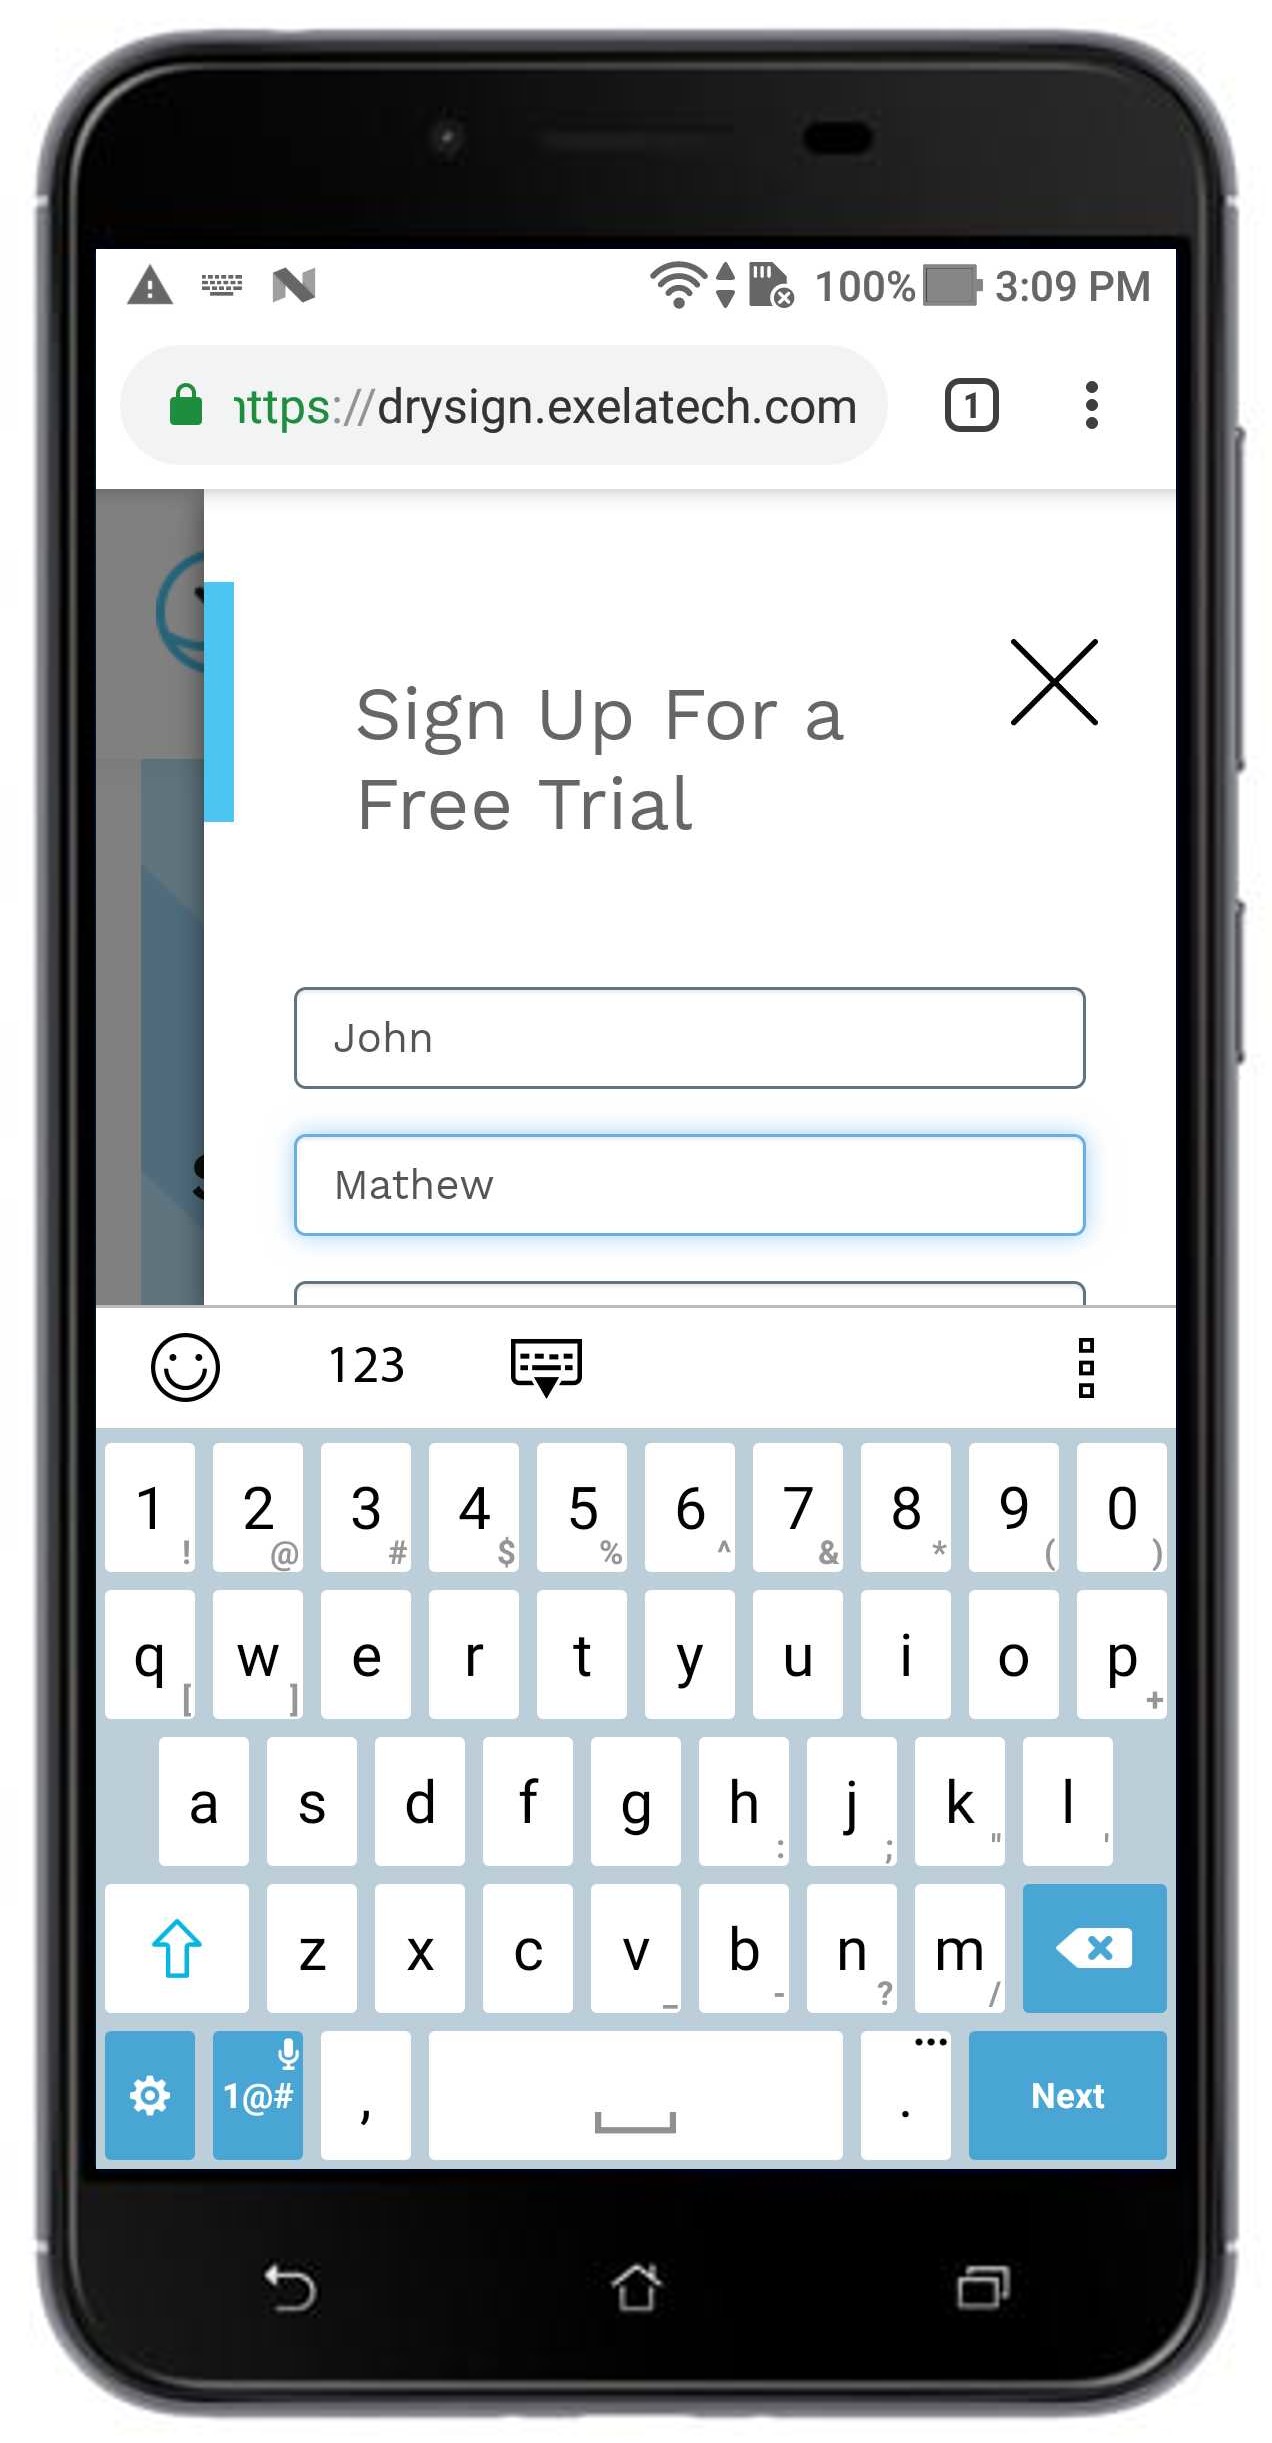 100% 3:09 PM
https://drysign.exelatech.com 1
Sign Up For a
Free Trial
John
Mathew
123
1 ! 2 @ 3 # 4 $ 5 % 6 ^ 7 & 8 * 9 ( 0 )
q [ w ] e r t y u i o p +
a s d f g h : j ; k " l '
z x c v _ b - n ? m /
1@# , . ... Next